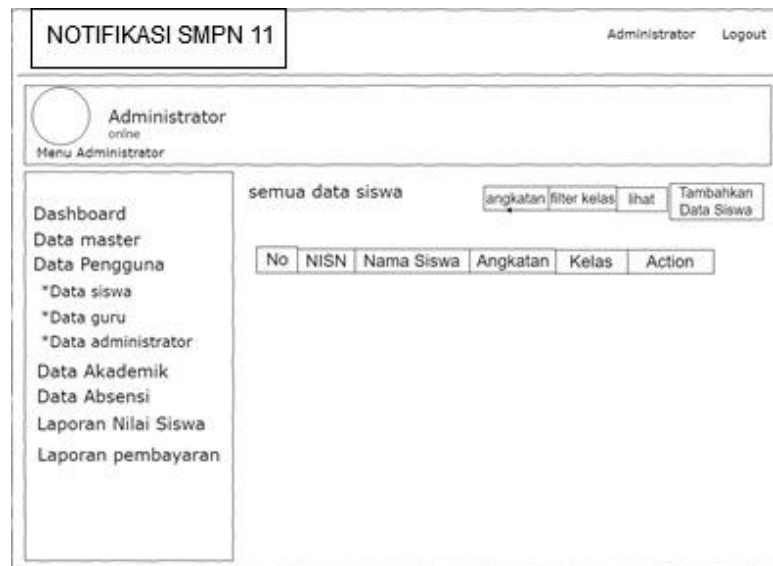 NOTIFIKASI SMPN 11
Administrator Logout
Administrator
online
Menu Administrator
Dashboard
Data master
Data Pengguna
*Data siswa
*Data guru
*Data administrator
Data Akademik
Data Absensi
Laporan Nilai Siswa
Laporan pembayaran
semua data siswa
angkatan filter kelas lihat Tambahkan
Data Siswa
No NISN Nama Siswa Angkatan Kelas Action